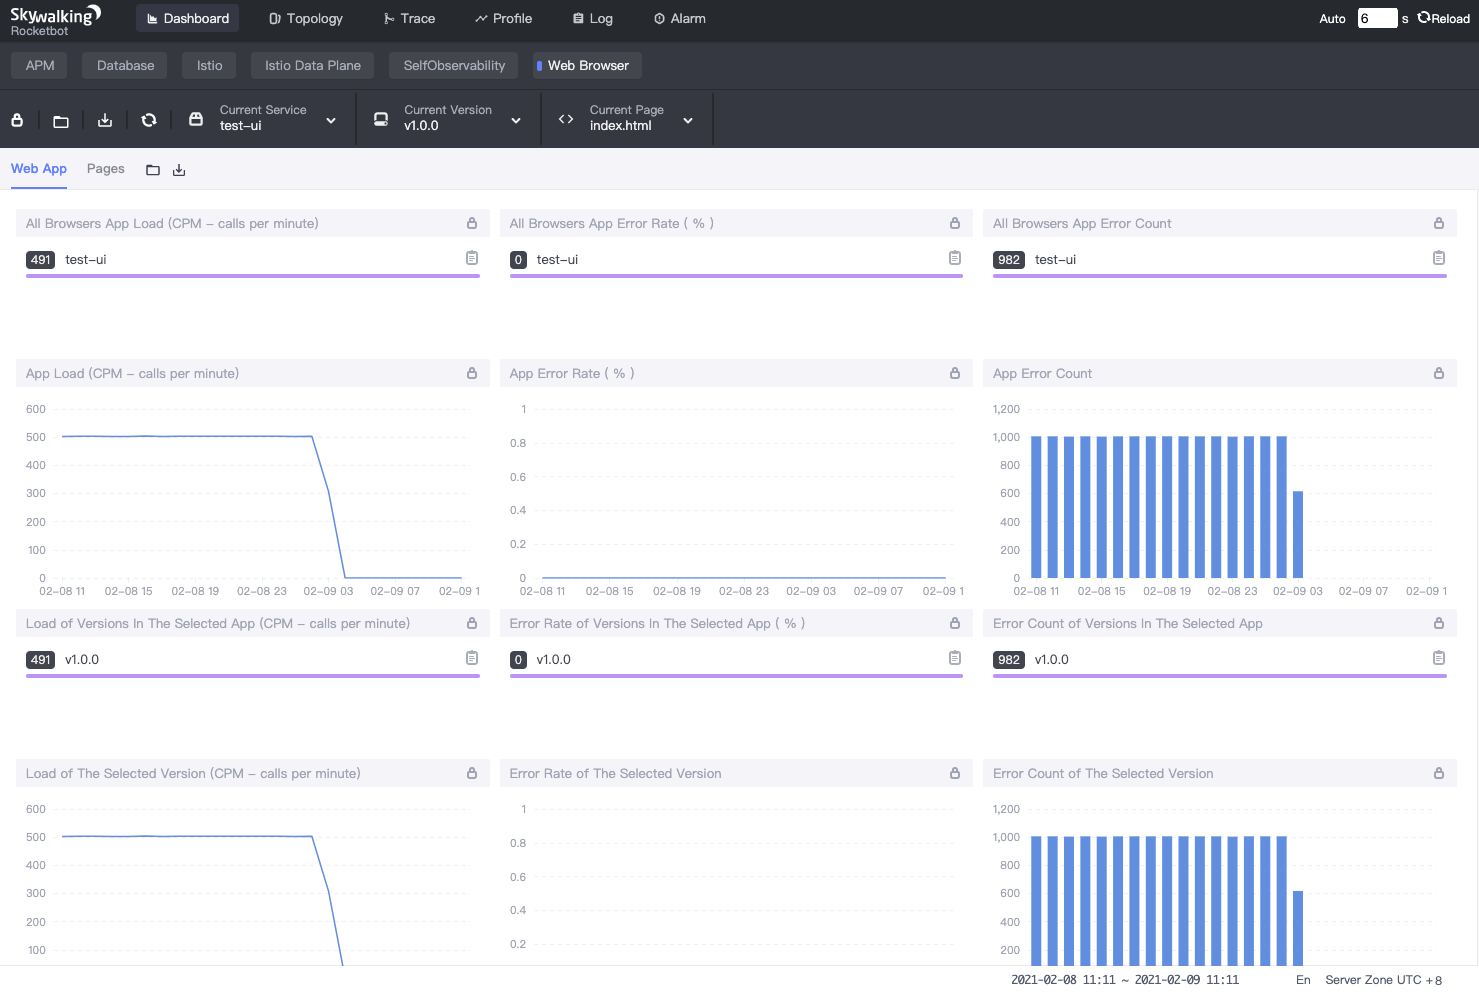 Skywalking
Rocketbot
Dashboard
Topology
Trace
Profile
Log
Alarm
Auto 6 s Reload
APM
Database
Istio
Istio Data Plane
SelfObservability
Web Browser
Current Service
test-ui
Current Version
v1.0.0
Current Page
index.html
Web App
Pages
All Browsers App Load (CPM - calls per minute)
491 test-ui
All Browsers App Error Rate ( % )
0 test-ui
All Browsers App Error Count
982 test-ui
App Load (CPM - calls per minute)
600
500
400
300
200
100
0
02-08 11 02-08 15 02-08 19 02-08 23 02-09 03 02-09 07 02-09 1
App Error Rate ( % )
1
0.8
0.6
0.4
0.2
0
02-08 11 02-08 15 02-08 19 02-08 23 02-09 03 02-09 07 02-09 1
App Error Count
1,200
1,000
800
600
400
200
0
02-08 11 02-08 15 02-08 19 02-08 23 02-09 03 02-09 07 02-09 1
Load of Versions In The Selected App (CPM - calls per minute)
491 v1.0.0
Error Rate of Versions In The Selected App ( % )
0 v1.0.0
Error Count of Versions In The Selected App
982 v1.0.0
Load of The Selected Version (CPM - calls per minute)
600
500
400
300
200
100
Error Rate of The Selected Version
1
0.8
0.6
0.4
0.2
Error Count of The Selected Version
1,200
1,000
800
600
400
200
2021-02-08 11:11 ~ 2021-02-09 11:11
En
Server Zone UTC +8